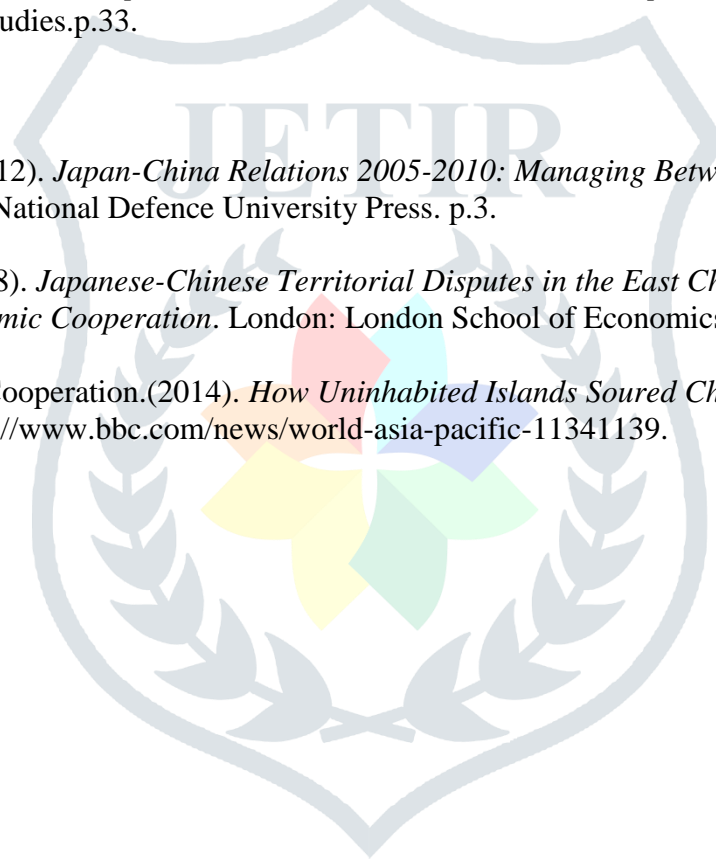 udies.p.33.
JETIR
12). Japan-China Relations 2005-2010: Managing Betw
National Defence University Press. p.3.
8). Japanese-Chinese Territorial Disputes in the East Ch
mic Cooperation. London: London School of Economics
Cooperation.(2014). How Uninhabited Islands Soured Ch
//www.bbc.com/news/world-asia-pacific-11341139.